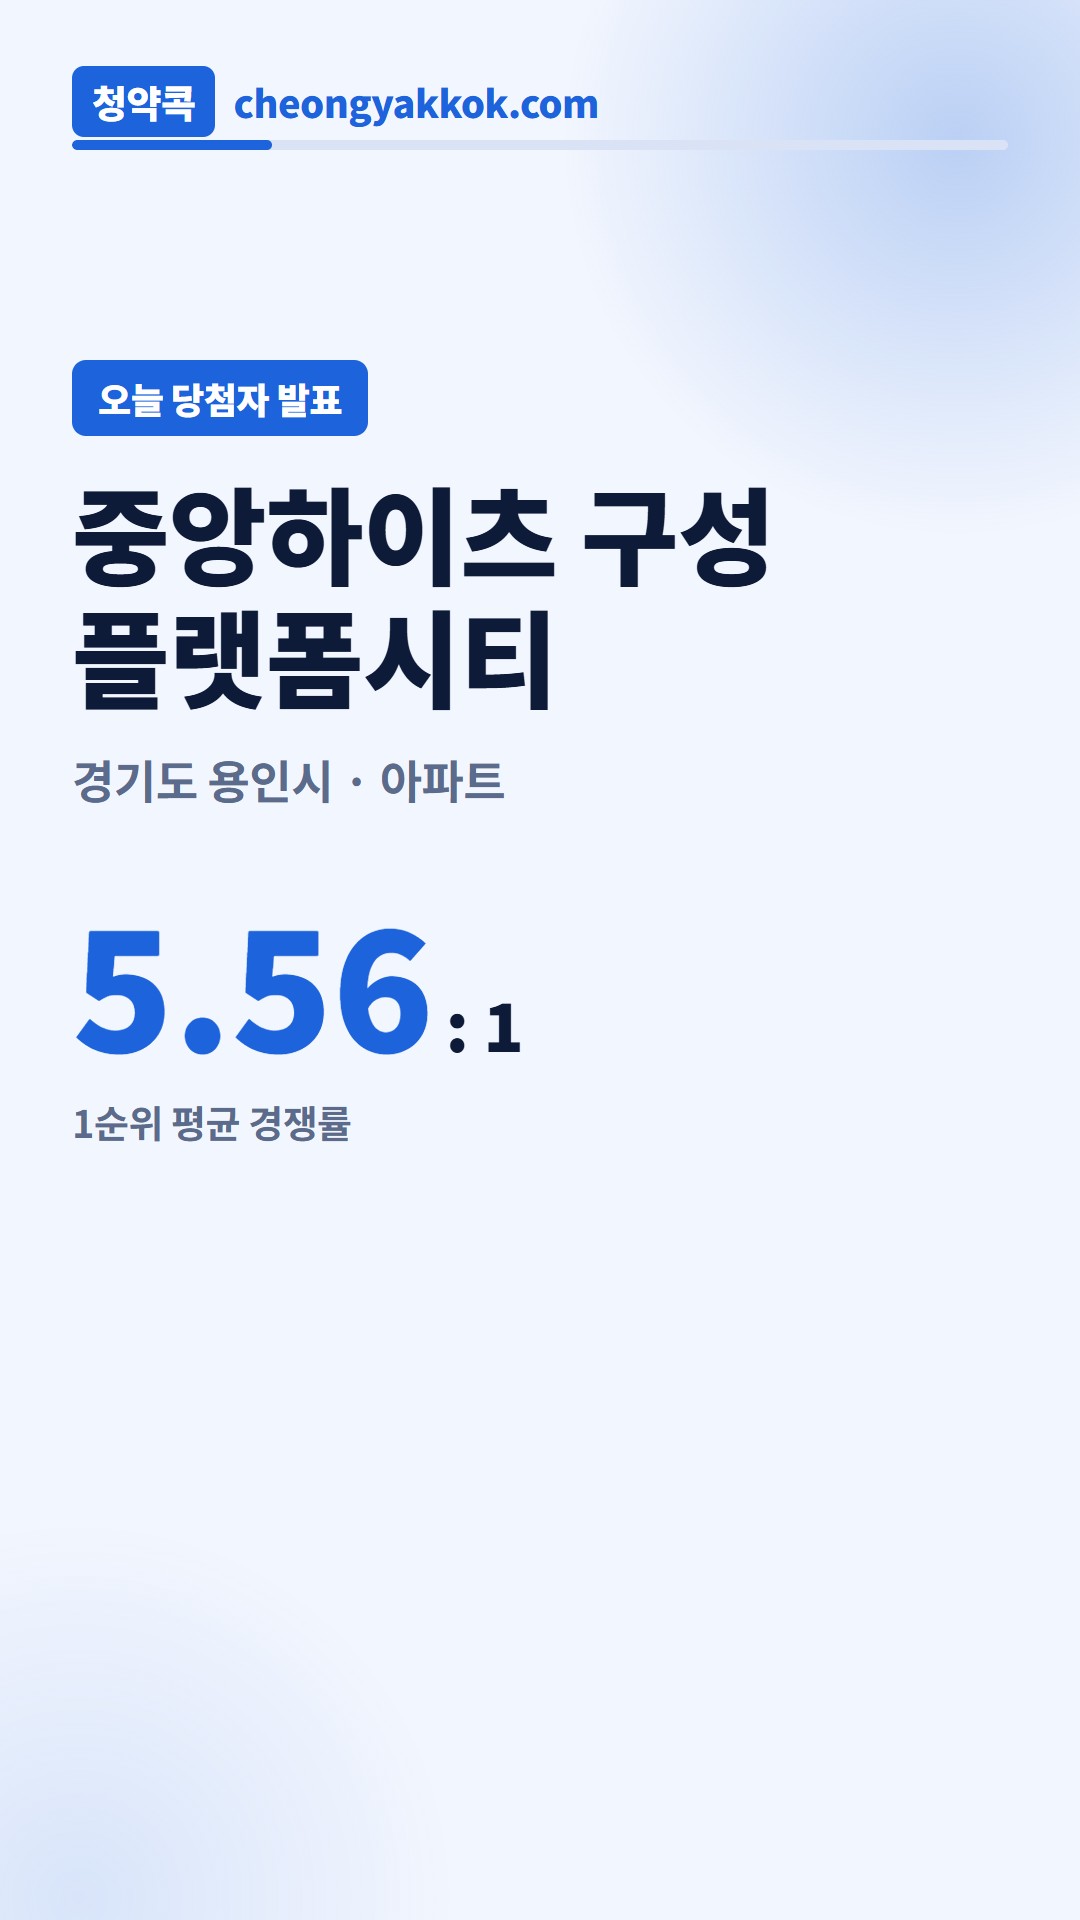 청약콕 cheongyakkok.com
오늘 당첨자 발표
중앙하이츠 구성
플랫폼시티
경기도 용인시 · 아파트
5.56 : 1
1순위 평균 경쟁률